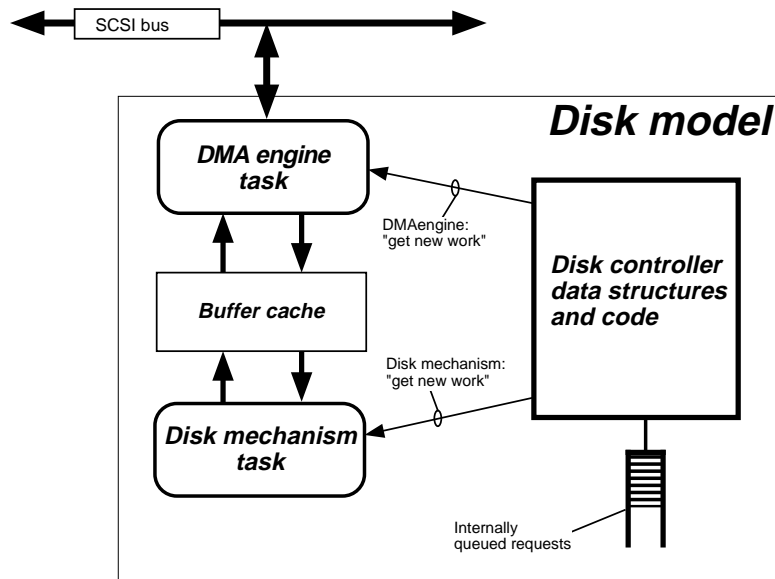 SCSI bus
Disk model
DMA engine
task
DMAengine:
"get new work"
Disk controller
data structures
and code
Buffer cache
Disk mechanism:
"get new work"
Disk mechanism
task
Internally
queued requests